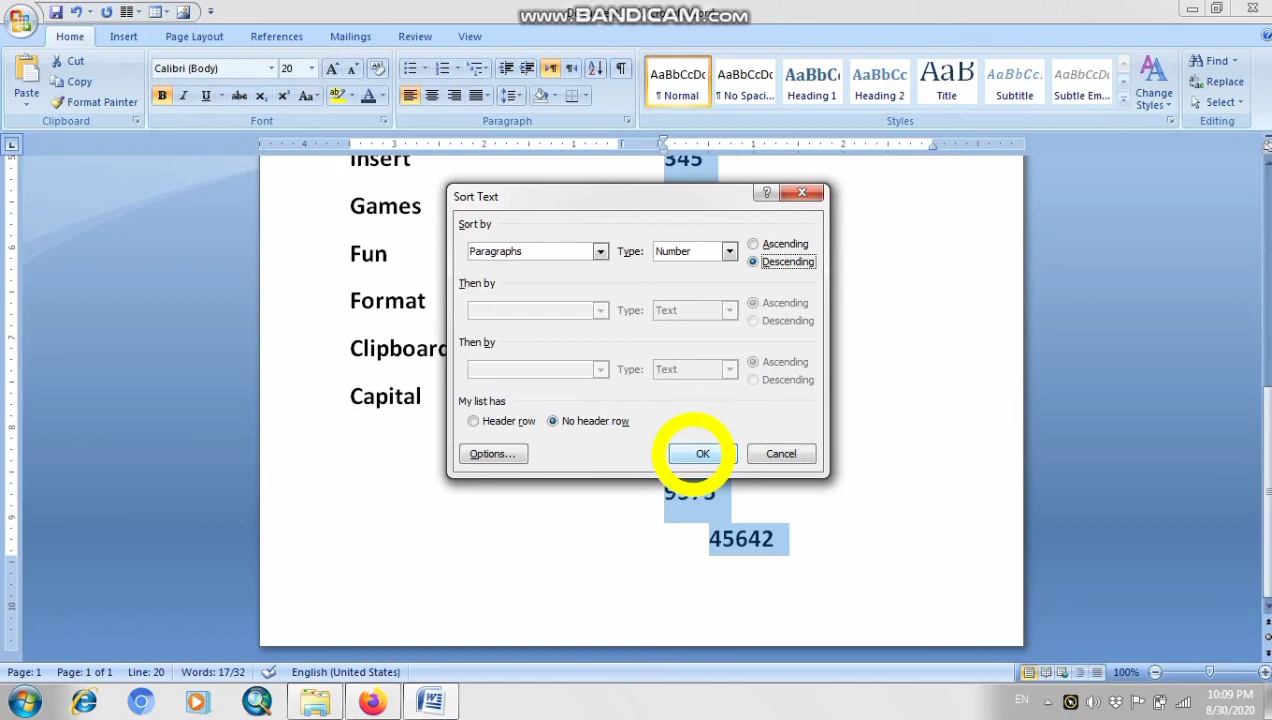 www.BANDICAM.com
Home Insert Page Layout References Mailings Review View
Paste
Cut
Copy
Format Painter
Clipboard
Calibri (Body) 20
Font
Paragraph
AaBbCcDc AaBbCcDc AaBbC AaBbCc AaB AaBbCc. AaBbCcDc
¶ Normal ¶ No Spaci... Heading 1 Heading 2 Title Subtitle Subtle Em...
Change Styles
Styles
Find
Replace
Select
Editing
Insert 345
Games
Fun
Format
Clipboard
Capital
Sort Text
Sort by
Paragraphs Type: Number Ascending
Descending
Then by
Type: Text Ascending
Descending
Then by
Type: Text Ascending
Descending
My list has
Header row No header row
Options... OK Cancel
45642
Page: 1 Page: 1 of 1 Line: 20 Words: 17/32 English (United States) 100%
EN 10:09 PM
8/30/2020